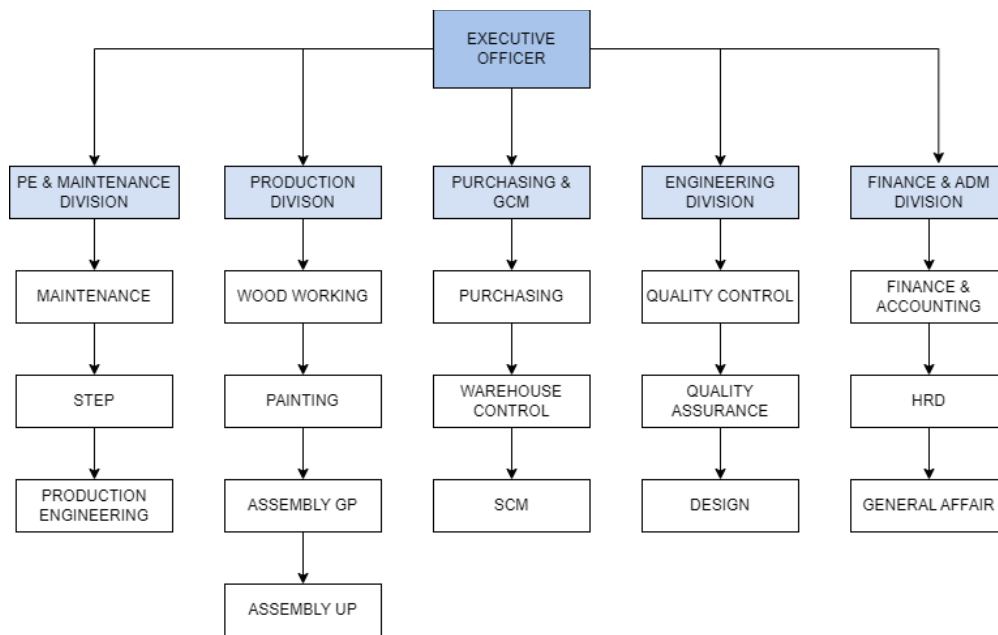 EXECUTIVE
OFFICER
PE & MAINTENANCE
DIVISION
PRODUCTION
DIVISON
PURCHASING &
GCM
ENGINEERING
DIVISION
FINANCE & ADM
DIVISION
MAINTENANCE
WOOD WORKING
PURCHASING
QUALITY CONTROL
FINANCE &
ACCOUNTING
STEP
PAINTING
WAREHOUSE
CONTROL
QUALITY
ASSURANCE
HRD
PRODUCTION
ENGINEERING
ASSEMBLY GP
SCM
DESIGN
GENERAL AFFAIR
ASSEMBLY UP